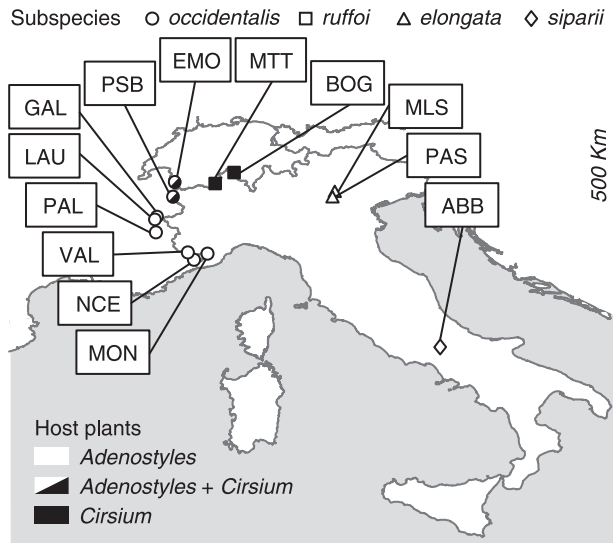 Subspecies occidentalis ruffoi elongata siparii
EMO
MTT
PSB
BOG
GAL
MLS
LAU
PAS
PAL
ABB
VAL
NCE
MON
500 Km
Host plants
Adenostyles
Adenostyles + Cirsium
Cirsium